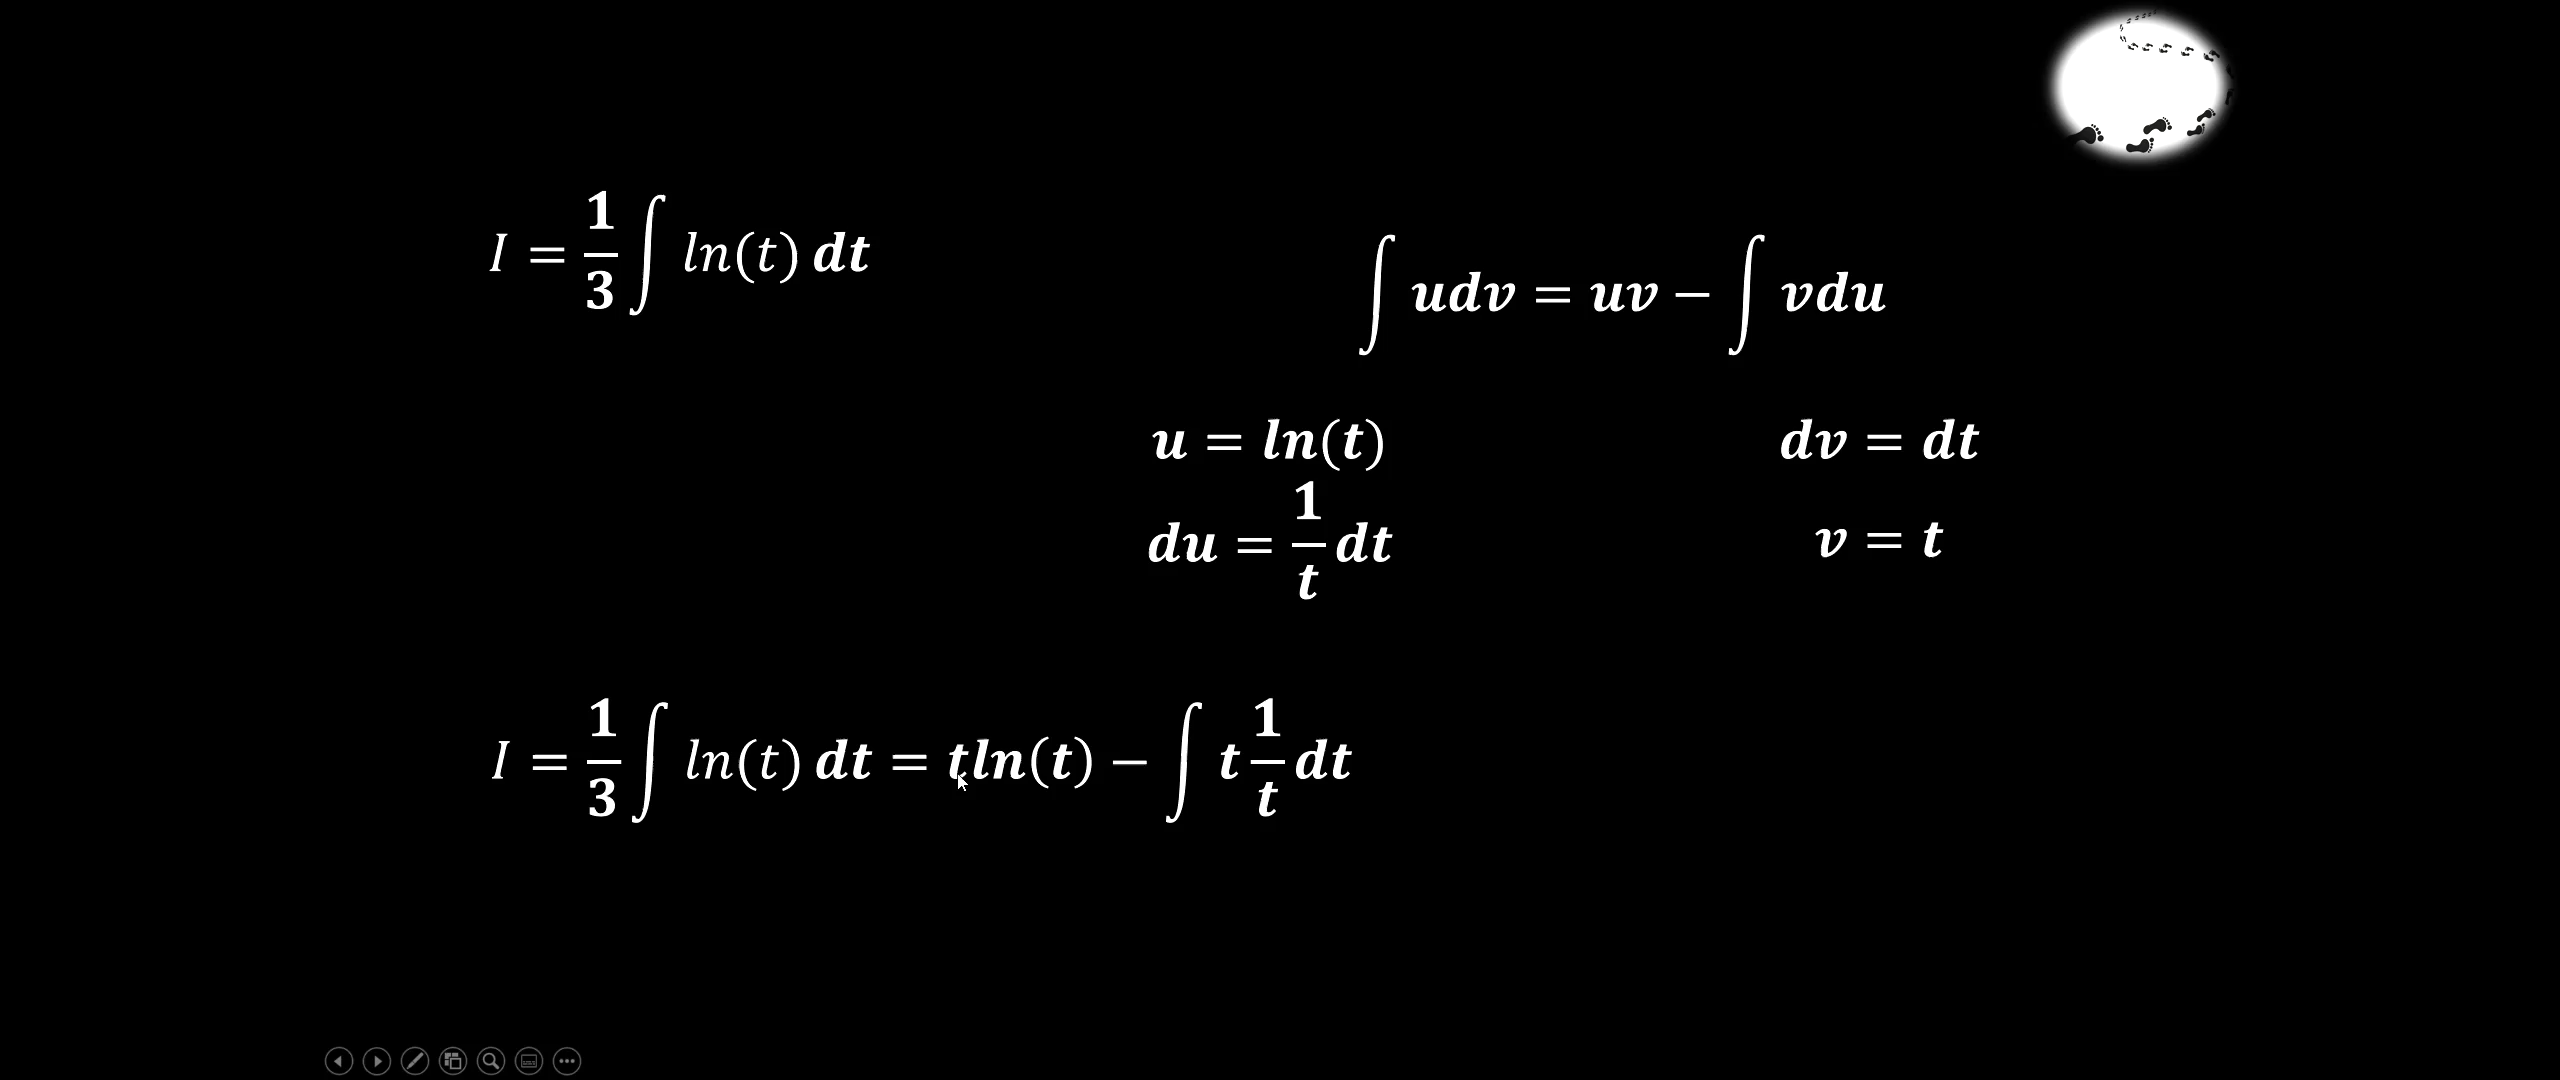 I = 1/3 ∫ ln(t) dt
∫ udv = uv − ∫ vdu
u = ln(t)
dv = dt
du = 1/t dt
v = t
I = 1/3 ∫ ln(t) dt = tln(t) − ∫ t 1/t dt